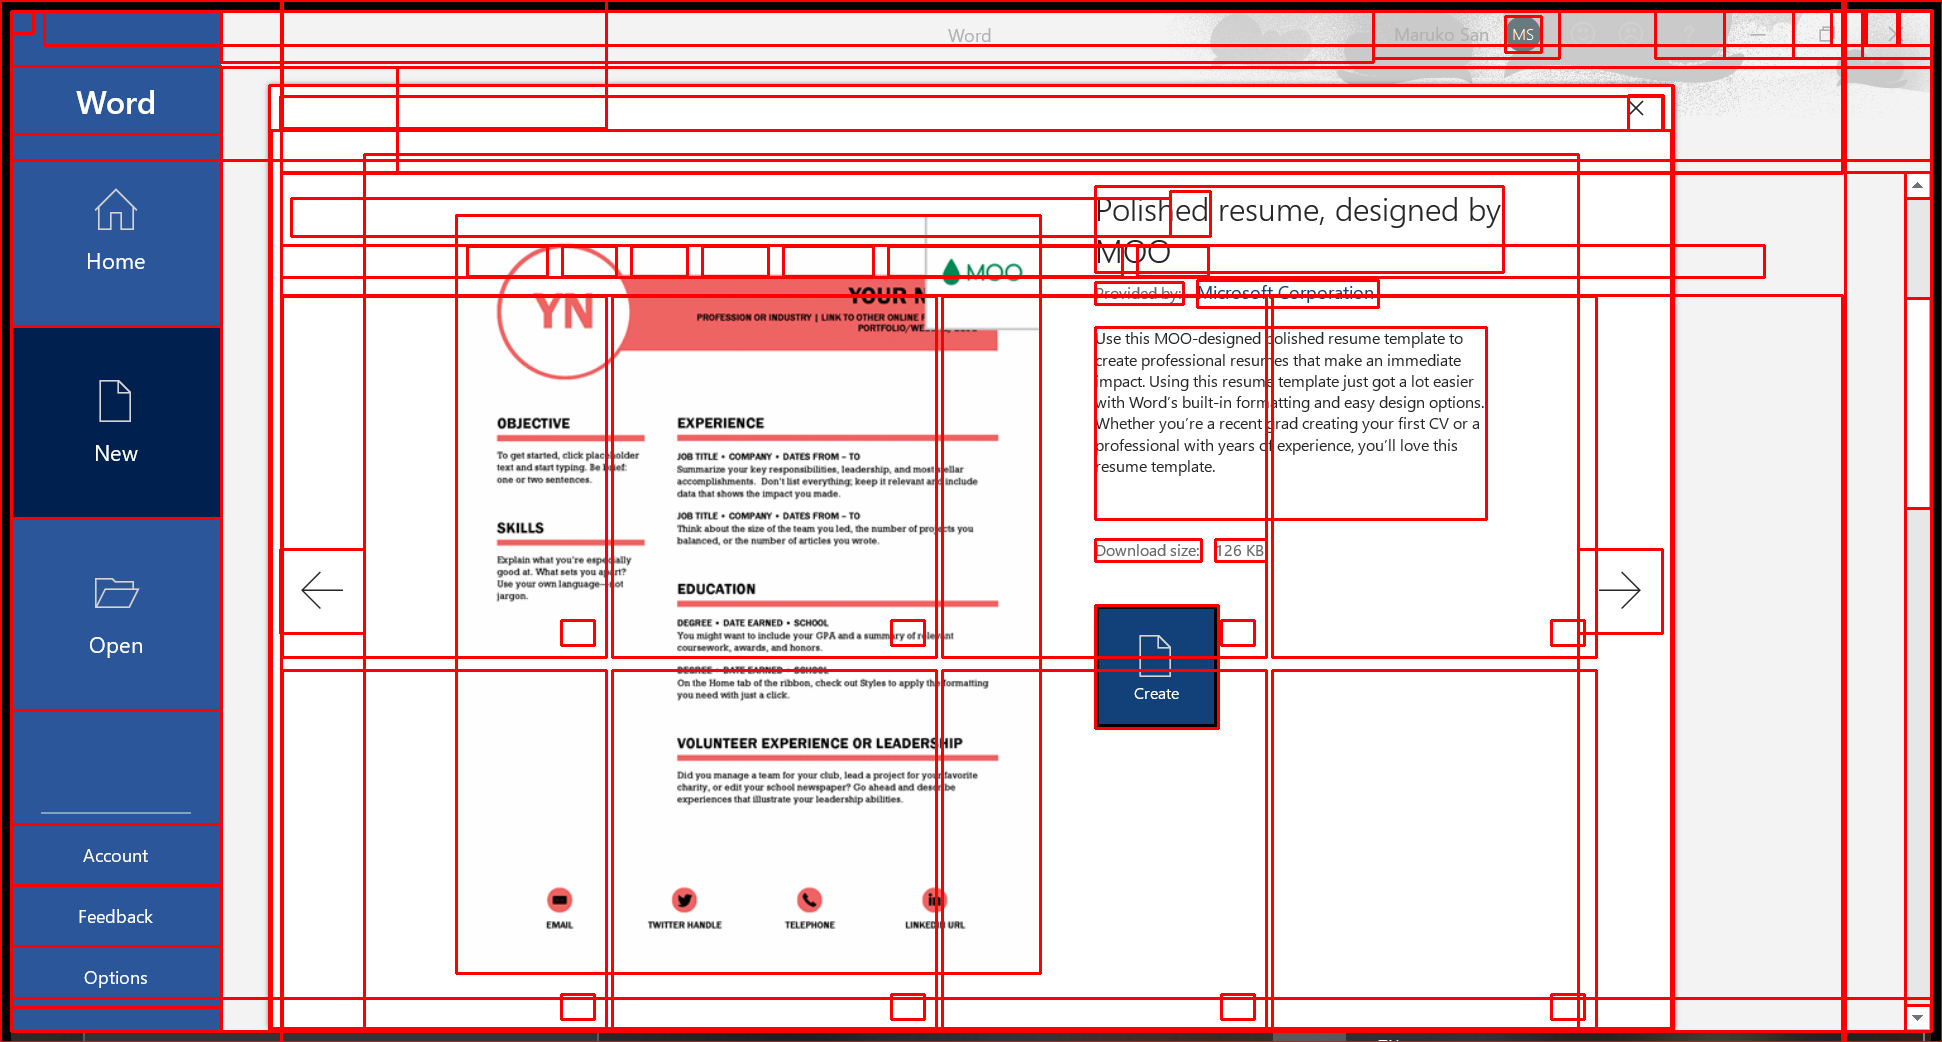 Word
Maruko San
MS
?
Word
Home
New
Open
Account
Feedback
Options
MOO
YN
YOUR N
PROFESSION OR INDUSTRY | LINK TO OTHER ONLINE
OBJECTIVE
To get started, click placeholder
text and start typing. Be brief:
one or two sentences.
SKILLS
Explain what you're especially
good at. What sets you apart?
Use your own language—not
jargon.
EXPERIENCE
JOB TITLE • COMPANY • DATES FROM – TO
Summarize your key responsibilities, leadership, and most stellar
accomplishments. Don't list everything; keep it relevant and include
data that shows the impact you made.
JOB TITLE • COMPANY • DATES FROM – TO
Think about the size of the team you led, the number of projects you
balanced, or the number of articles you wrote.
EDUCATION
DEGREE • DATE EARNED • SCHOOL
You might want to include your GPA and a summary of relevant
coursework, awards, and honors.
DEGREE • DATE EARNED • SCHOOL
On the Home tab of the ribbon, check out Styles to apply the formatting
you need with just a click.
VOLUNTEER EXPERIENCE OR LEADERSHIP
Did you manage a team for your club, lead a project for your favorite
charity, or edit your school newspaper? Go ahead and describe
experiences that illustrate your leadership abilities.
EMAIL
TWITTER HANDLE
TELEPHONE
LINKEDIN URL
Polished resume, designed by
MOO
Provided by: Microsoft Corporation
Use this MOO-designed polished resume template to
create professional resumes that make an immediate
impact. Using this resume template just got a lot easier
with Word's built-in formatting and easy design options.
Whether you're a recent grad creating your first CV or a
professional with years of experience, you'll love this
resume template.
Download size: 126 KB
Create